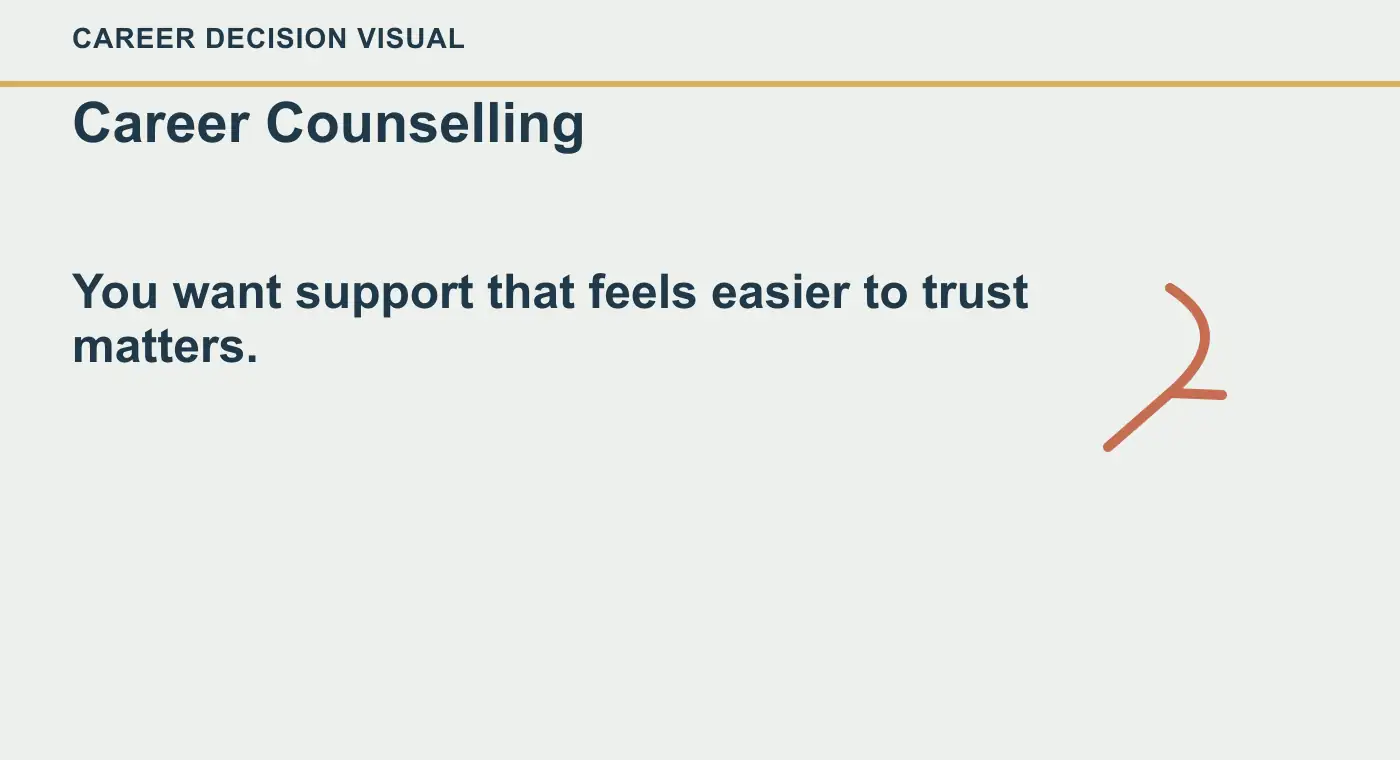 CAREER DECISION VISUAL
Career Counselling
You want support that feels easier to trust
matters.